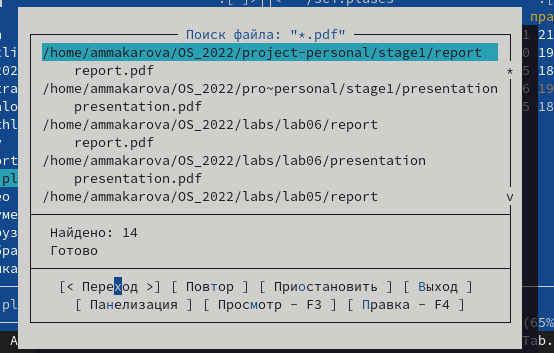 Поиск файла: "*.pdf"
/home/ammakarova/OS_2022/project-personal/stage1/report
report.pdf
/home/ammakarova/OS_2022/pro~personal/stage1/presentation
presentation.pdf
/home/ammakarova/OS_2022/labs/lab06/report
report.pdf
/home/ammakarova/OS_2022/labs/lab06/presentation
presentation.pdf
/home/ammakarova/OS_2022/labs/lab05/report
Найдено: 14
Готово
[< Переход >] [ Повтор ] [ Приостановить ] [ Выход ]
[ Панелизация ] [ Просмотр - F3 ] [ Правка - F4 ]